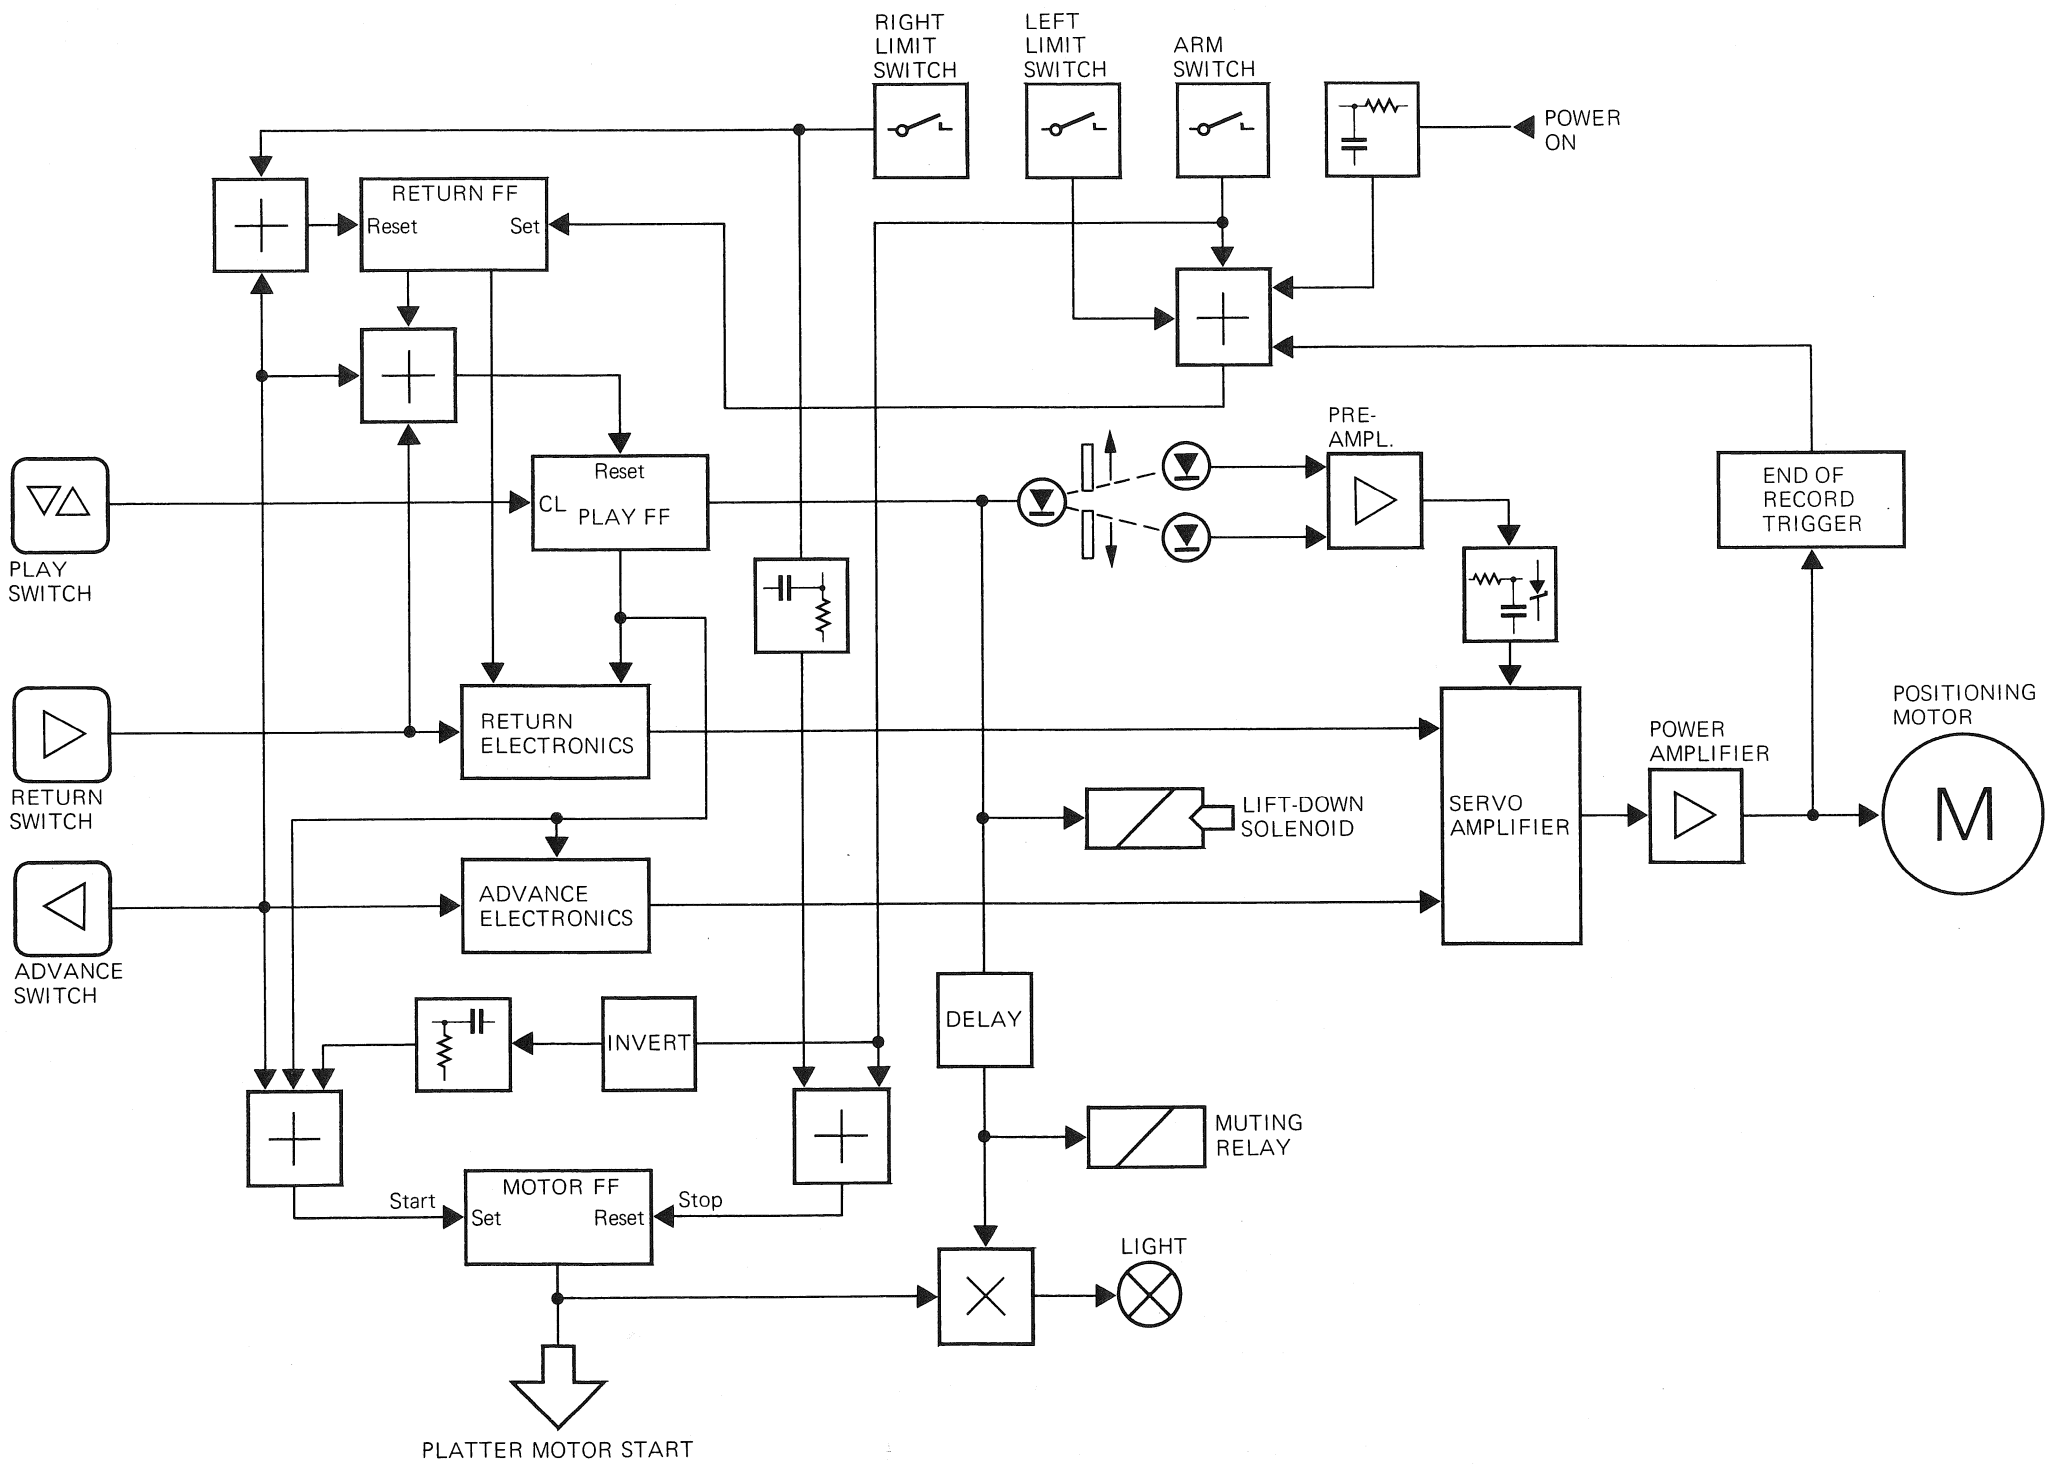 RIGHT
LIMIT
SWITCH
LEFT
LIMIT
SWITCH
ARM
SWITCH
POWER
ON
RETURN FF
Reset
Set
PRE-
AMPL.
Reset
CL
PLAY FF
END OF
RECORD
TRIGGER
PLAY
SWITCH
RETURN
ELECTRONICS
POSITIONING
MOTOR
POWER
AMPLIFIER
RETURN
SWITCH
LIFT-DOWN
SOLENOID
SERVO
AMPLIFIER
M
ADVANCE
ELECTRONICS
ADVANCE
SWITCH
INVERT
DELAY
MUTING
RELAY
MOTOR FF
Start
Set
Reset
Stop
LIGHT
PLATTER MOTOR START